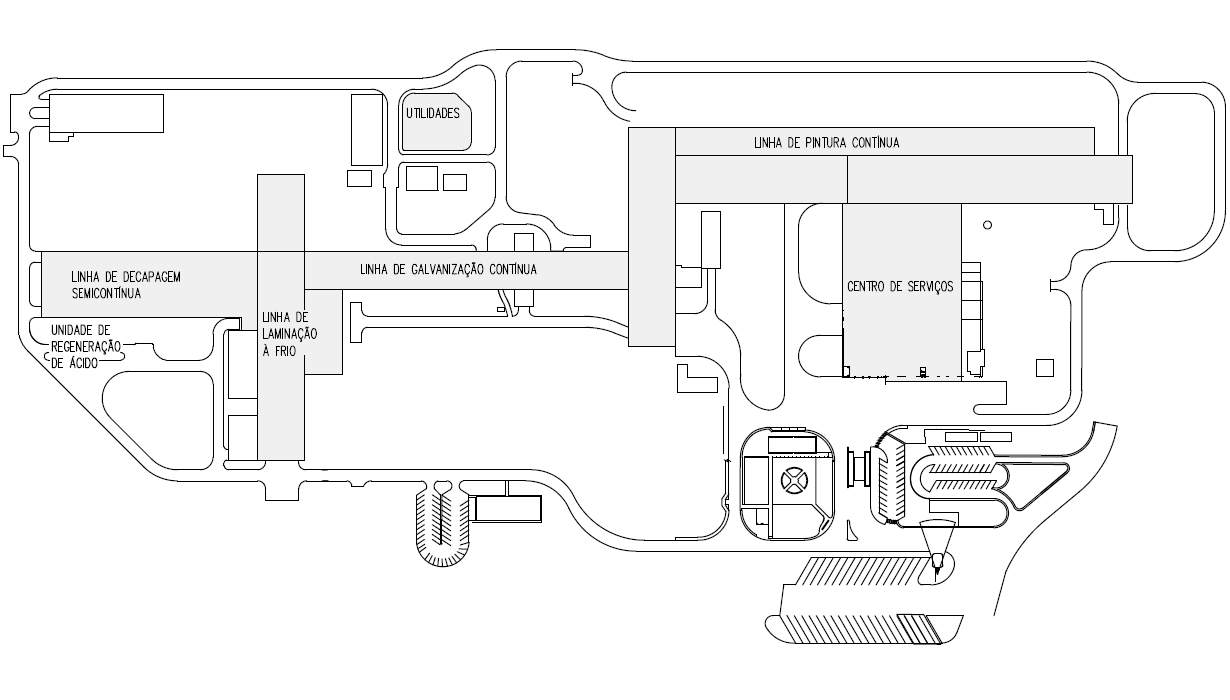 UTILIDADES
LINHA DE PINTURA CONTÍNUA
LINHA DE GALVANIZAÇÃO CONTÍNUA
LINHA DE DECAPAGEM
SEMICONTÍNUA
CENTRO DE SERVIÇOS
LINHA DE
LAMINAÇÃO
À FRIO
UNIDADE DE
REGENERAÇÃO
DE ÁCIDO